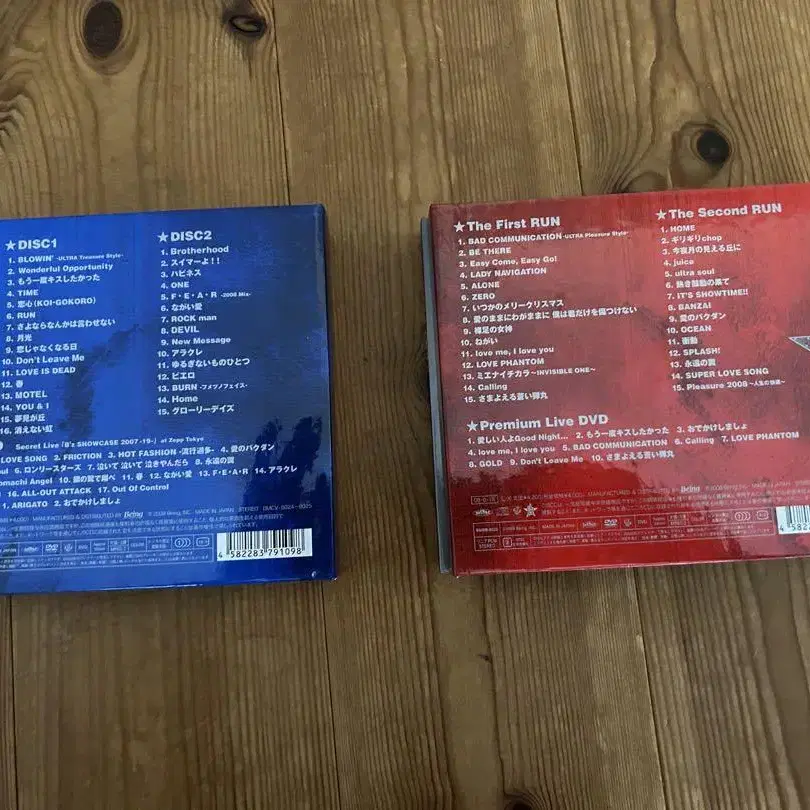 ★DISC1
1. BLOWIN' -ULTRA Treasure Style-
2. Wonderful Opportunity
3. もう一度キスしたかった
4. TIME
5. 恋心(KOI-GOKORO)
6. RUN
7. さよならなんかは言わせない
8. 月光
9. 恋じゃなくなる日
10. Don't Leave Me
11. LOVE IS DEAD
12. 春
13. MOTEL
14. YOU & I
15. 夢見が丘
16. 消えない虹
★DISC2
1. Brotherhood
2. スイマーよ!!
3. ハピネス
4. ONE
5. F・E・A・R -2008 Mix-
6. ながい愛
7. ROCK man
8. DEVIL
9. New Message
10. アラクレ
11. ゆるぎないものひとつ
12. ピエロ
13. BURN -フメツノフェイス-
14. Home
15. グローリーデイズ
Secret Live「B'z SHOWCASE 2007 -19-」at Zepp Tokyo
LOVE SONG 2. FRICTION 3. HOT FASHION -流行過多- 4. 愛のバクダン
6. ロンリースターズ 7. 泣いて 泣いて 泣きやんだら 8. 永遠の翼
omachi Angel 10. 銀の翼で翔べ 11. 春 12. ながい愛 13. F・E・A・R 14. アラクレ
16. ALL-OUT ATTACK 17. Out Of Control
1. ARIGATO 2. おでかけしましょ
MANUFACTURED & DISTRIBUTED BY Being MADE IN JAPAN STEREO BMCV-8024~8025
4 582283 791098
★The First RUN
1. BAD COMMUNICATION -ULTRA Pleasure Style-
2. BE THERE
3. Easy Come, Easy Go!
4. LADY NAVIGATION
5. ALONE
6. ZERO
7. いつかのメリークリスマス
8. 愛のままにわがままに 僕は君だけを傷つけない
9. 裸足の女神
10. ねがい
11. love me, I love you
12. LOVE PHANTOM
13. ミエナイチカラ ~INVISIBLE ONE~
14. Calling
15. さまよえる蒼い弾丸
★The Second RUN
1. HOME
2. ギリギリchop
3. 今夜月の見える丘に
4. juice
5. ultra soul
6. 熱き鼓動の果て
7. IT'S SHOWTIME!!
8. BANZAI
9. 愛のバクダン
10. OCEAN
11. 衝動
12. SPLASH!
13. 永遠の翼
14. SUPER LOVE SONG
15. Pleasure 2008 ~人生の快楽~
★Premium Live DVD
1. 愛しい人よGood Night... 2. もう一度キスしたかった 3. おでかけしましょ
4. love me, I love you 5. BAD COMMUNICATION 6. Calling 7. LOVE PHANTOM
8. GOLD 9. Don't Leave Me 10. さまよえる蒼い弾丸
MANUFACTURED & DISTRIBUTED BY Being
4 582